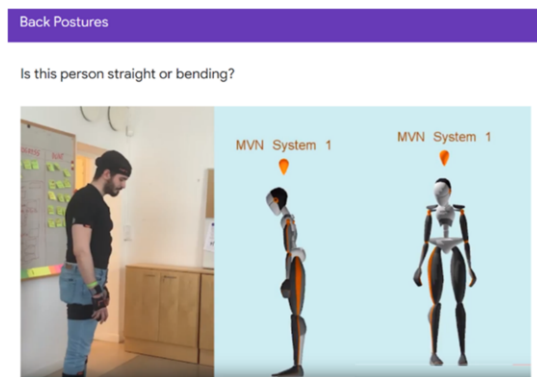 Back Postures
Is this person straight or bending?
MVN System 1
MVN System 1